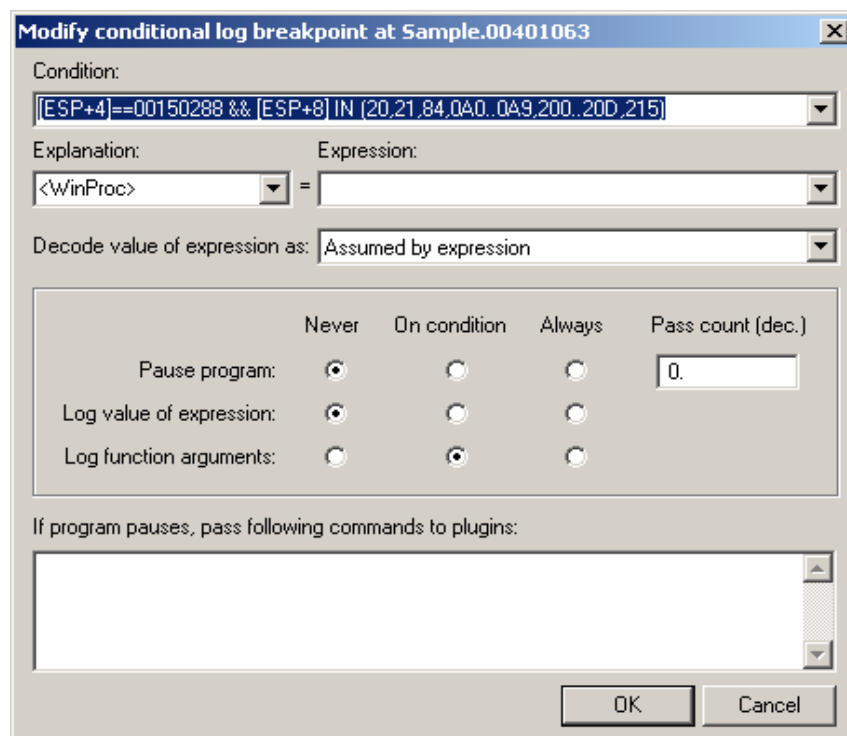 Modify conditional log breakpoint at Sample.00401063
Condition:
[ESP+4]==00150288 && [ESP+8] IN (20,21,84,0A0..0A9,200..20D,215)
Explanation: Expression:
<WinProc> =
Decode value of expression as: Assumed by expression
Never On condition Always Pass count (dec.)
Pause program: 0.
Log value of expression:
Log function arguments:
If program pauses, pass following commands to plugins:
OK Cancel